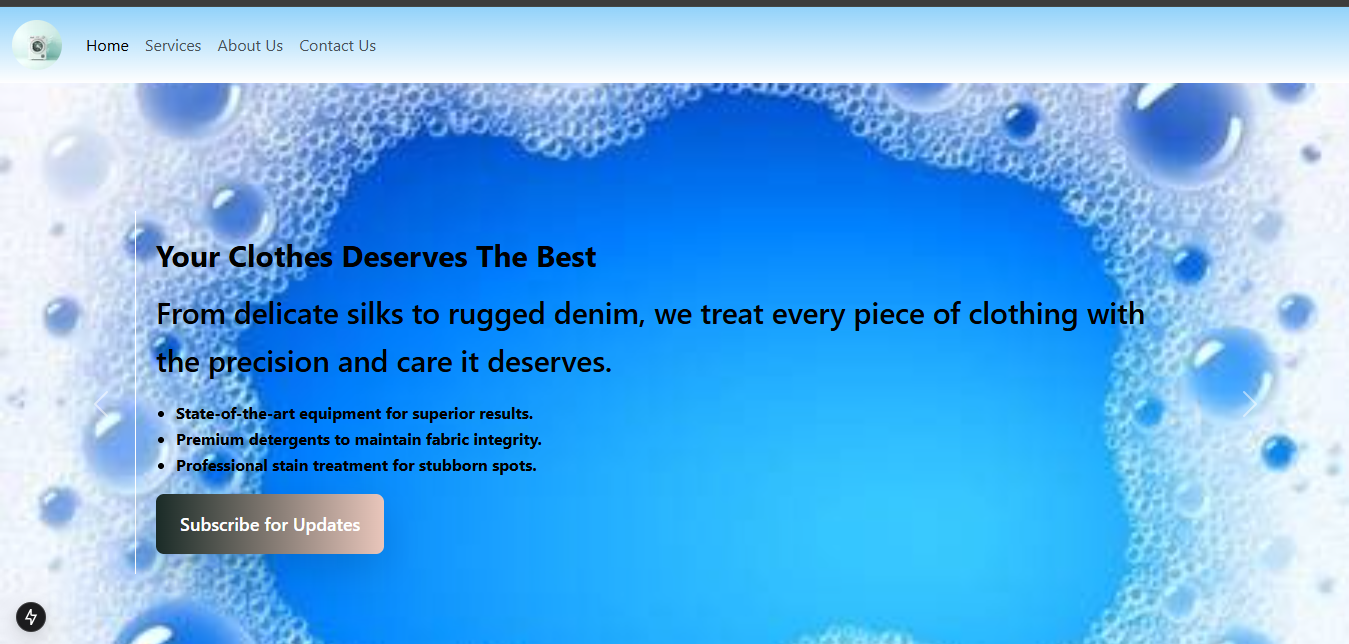 Home Services About Us Contact Us
Your Clothes Deserves The Best
From delicate silks to rugged denim, we treat every piece of clothing with
the precision and care it deserves.
• State-of-the-art equipment for superior results.
• Premium detergents to maintain fabric integrity.
• Professional stain treatment for stubborn spots.
Subscribe for Updates